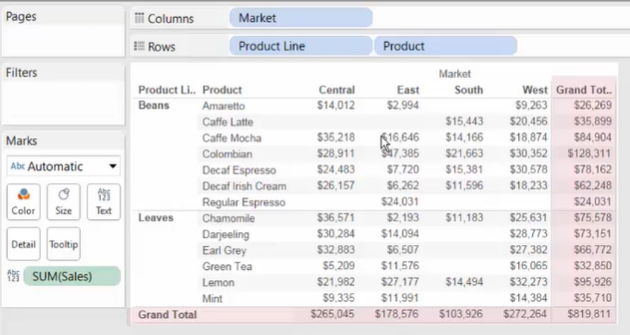 Pages
Columns Market
Rows Product Line Product
Filters
Market
Product Li.. Product Central East South West Grand Tot..
Beans Amaretto $14,012 $2,994 $9,263 $26,269
Caffe Latte $15,443 $20,456 $35,899
Caffe Mocha $35,218 $16,646 $14,166 $18,874 $84,904
Colombian $28,911 $47,385 $21,663 $30,352 $128,311
Decaf Espresso $24,483 $7,720 $15,381 $30,578 $78,162
Decaf Irish Cream $26,157 $6,262 $11,596 $18,233 $62,248
Regular Espresso $24,031 $24,031
Leaves Chamomile $36,571 $2,193 $11,183 $25,631 $75,578
Darjeeling $30,284 $14,094 $28,773 $73,151
Earl Grey $32,883 $6,507 $27,382 $66,772
Green Tea $5,209 $11,576 $16,065 $32,850
Lemon $21,982 $27,177 $14,494 $32,273 $95,926
Mint $9,335 $11,991 $14,384 $35,710
Grand Total $265,045 $178,576 $103,926 $272,264 $819,811
Marks
Abc Automatic
Abc
123
Color Size Text
Detail Tooltip
Abc
123 SUM(Sales)